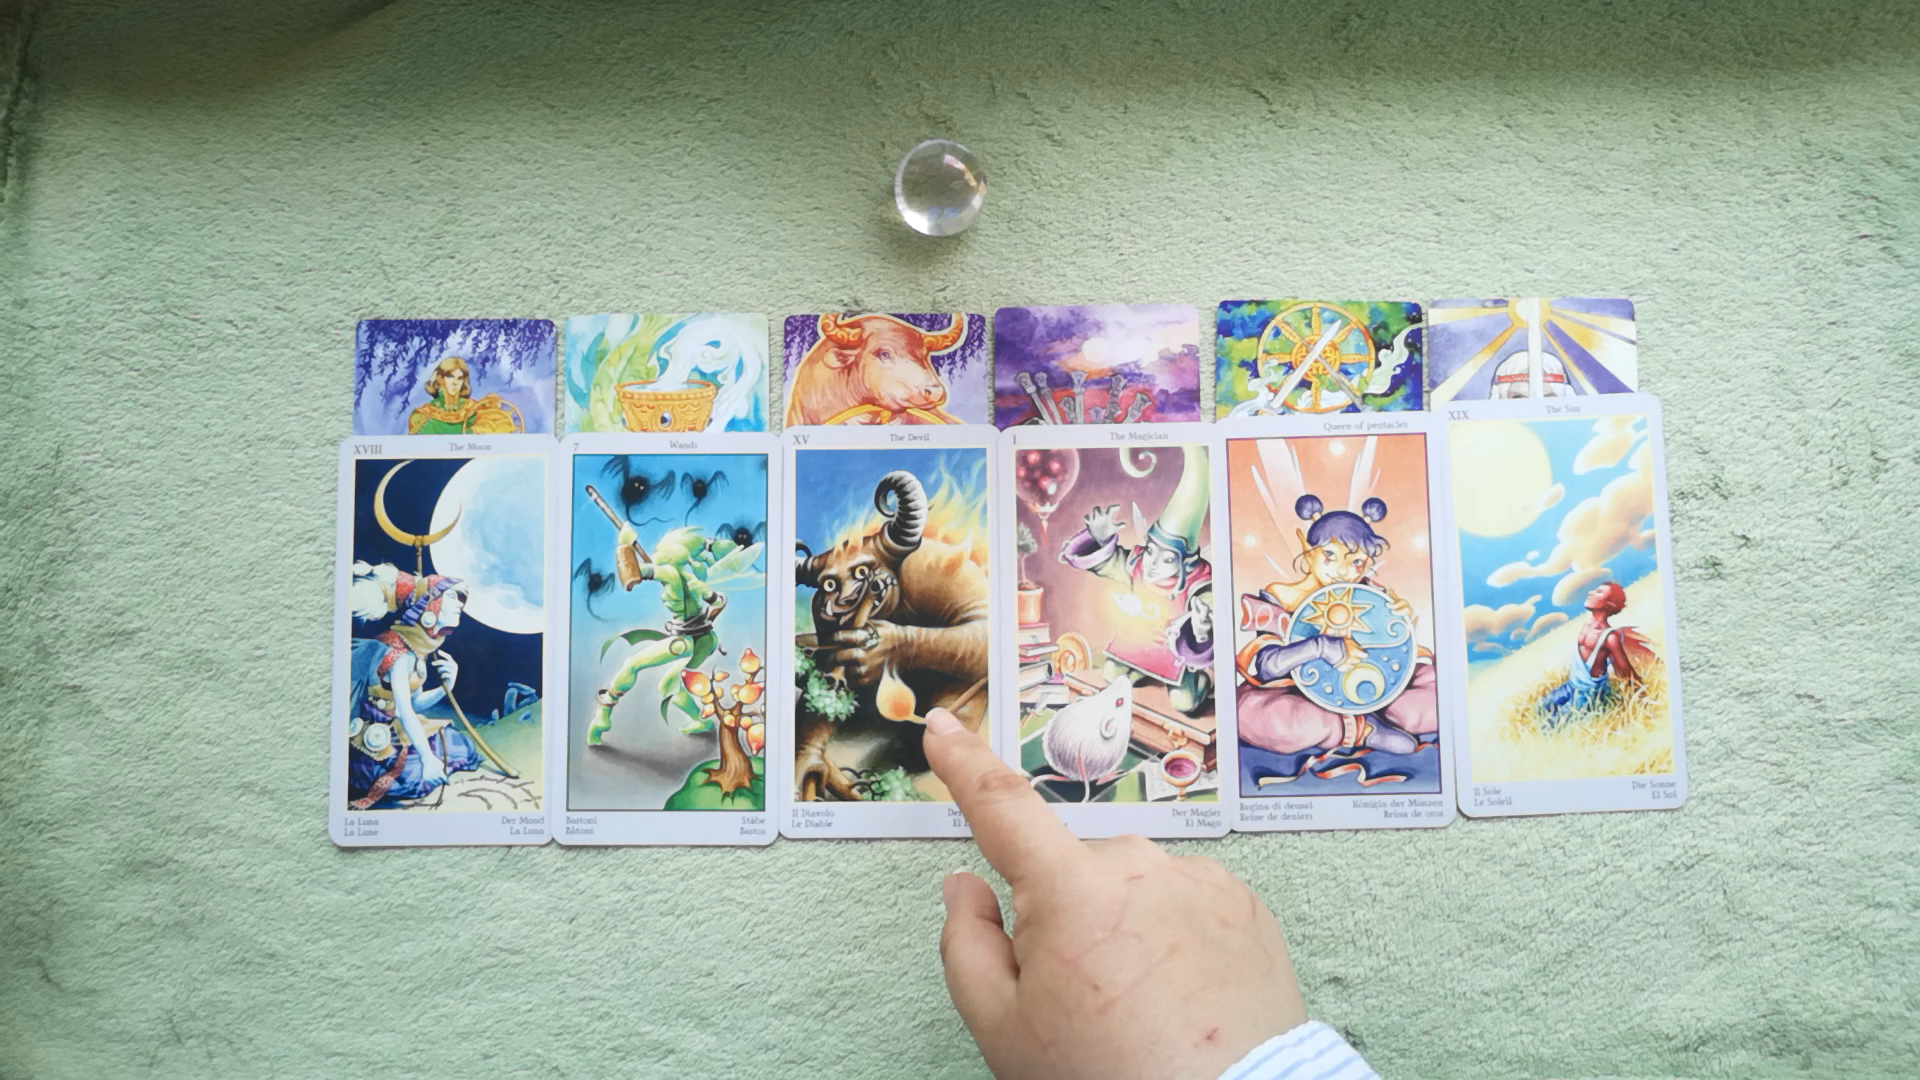 XVIII The Moon
La Luna Der Mond
La Lune La Luna
7 Wands
Bastoni Stäbe
Bâtons Bastos
XV The Devil
Il Diavolo
Le Diable El
I The Magician
Der Magier
El Mago
Queen of pentacles
Regina di denari Königin der Münzen
Reine de deniers Reina de oros
XIX The Sun
Il Sole Die Sonne
Le Soleil El Sol